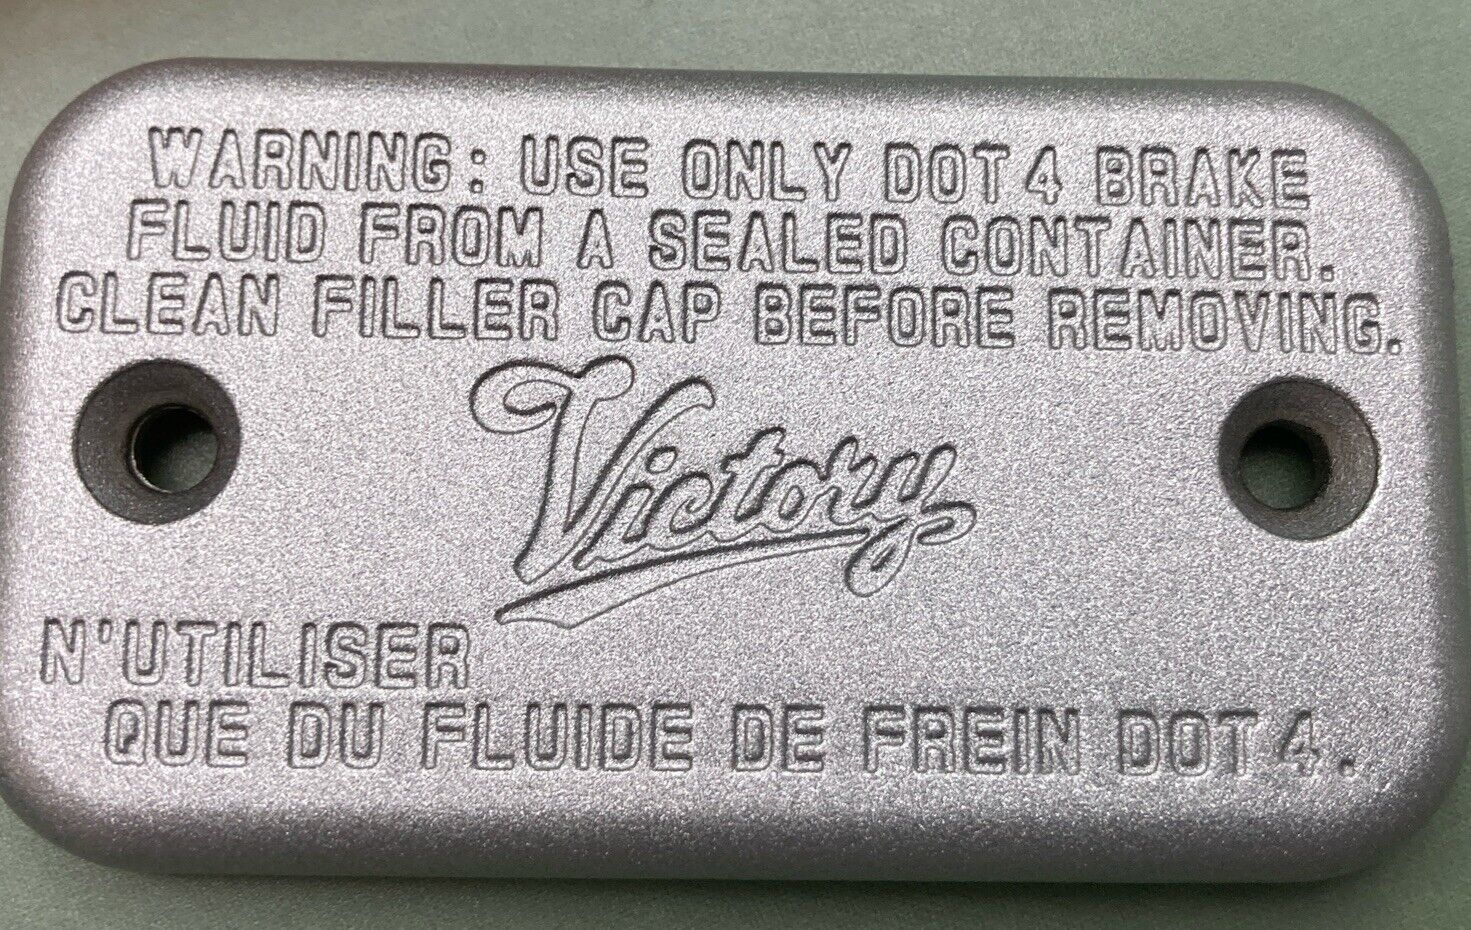 WARNING: USE ONLY DOT 4 BRAKE
FLUID FROM A SEALED CONTAINER.
CLEAN FILLER CAP BEFORE REMOVING.
Victory
N'UTILISER
QUE DU FLUIDE DE FREIN DOT 4.